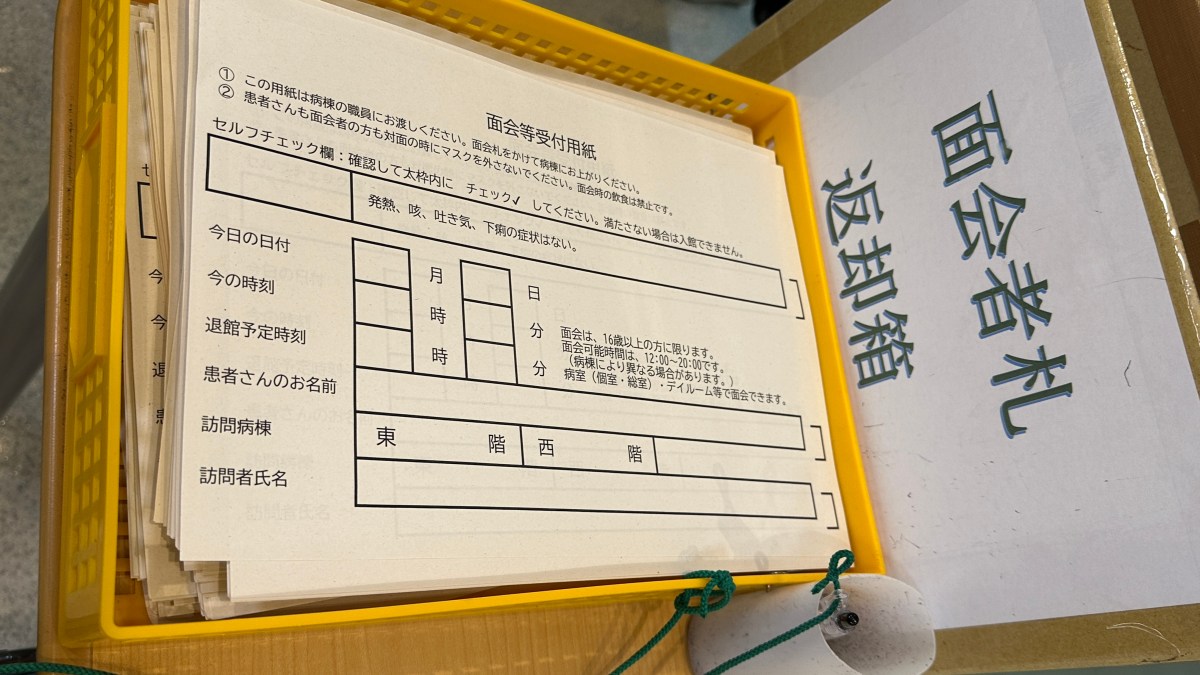 面会等受付用紙
① この用紙は病棟の職員にお渡しください。面会札をかけて病棟にお上がりください。
② 患者さんも面会者の方も対面の時にマスクを外さないでください。面会時の飲食は禁止です。
セルフチェック欄：確認して太枠内に チェック✓ してください。満たさない場合は入館できません。
発熱、咳、吐き気、下痢の症状はない。
今日の日付 月 日
今の時刻 時 分
退館予定時刻 時 分
面会は、16歳以上の方に限ります。
面会可能時間は、12:00〜20:00です。
（病棟により異なる場合があります。）
病室（個室・総室）・デイルーム等で面会できます。
患者さんのお名前
訪問病棟 東 階 西 階
訪問者氏名
面会者札
返却箱